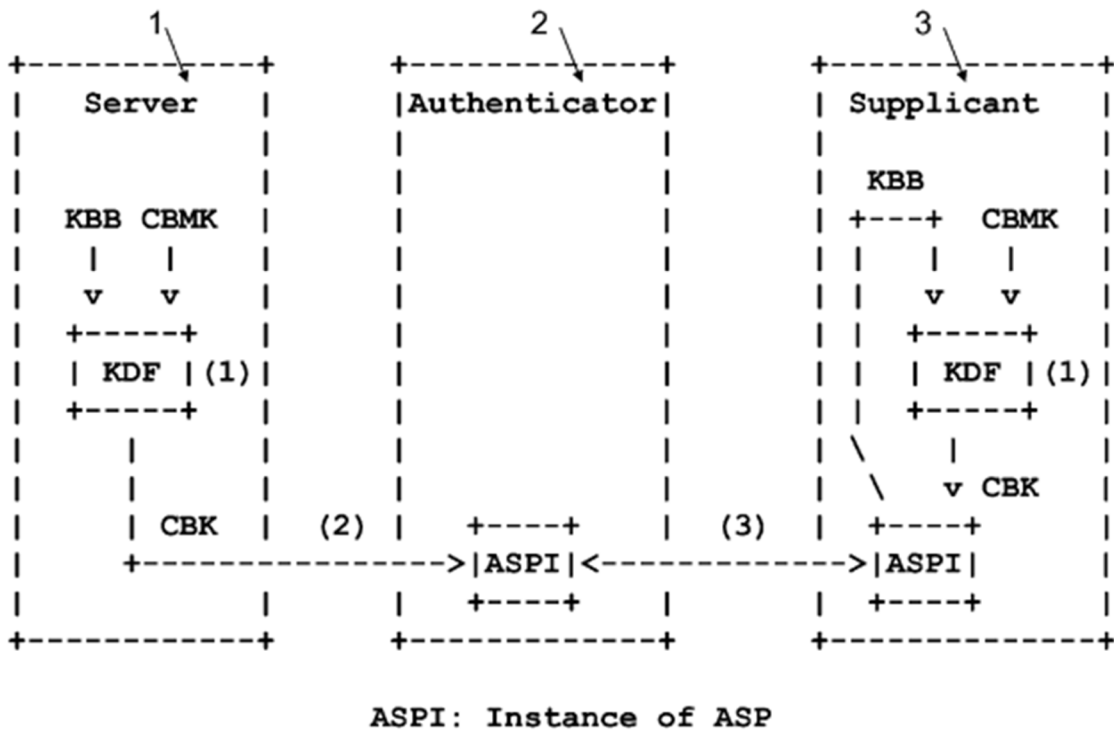 1 2 3
Server Authenticator Supplicant
KBB
KBB CBMK CBMK
v v v v
KDF (1) KDF (1)
v CBK
CBK (2) (3)
ASPI ASPI
ASPI: Instance of ASP